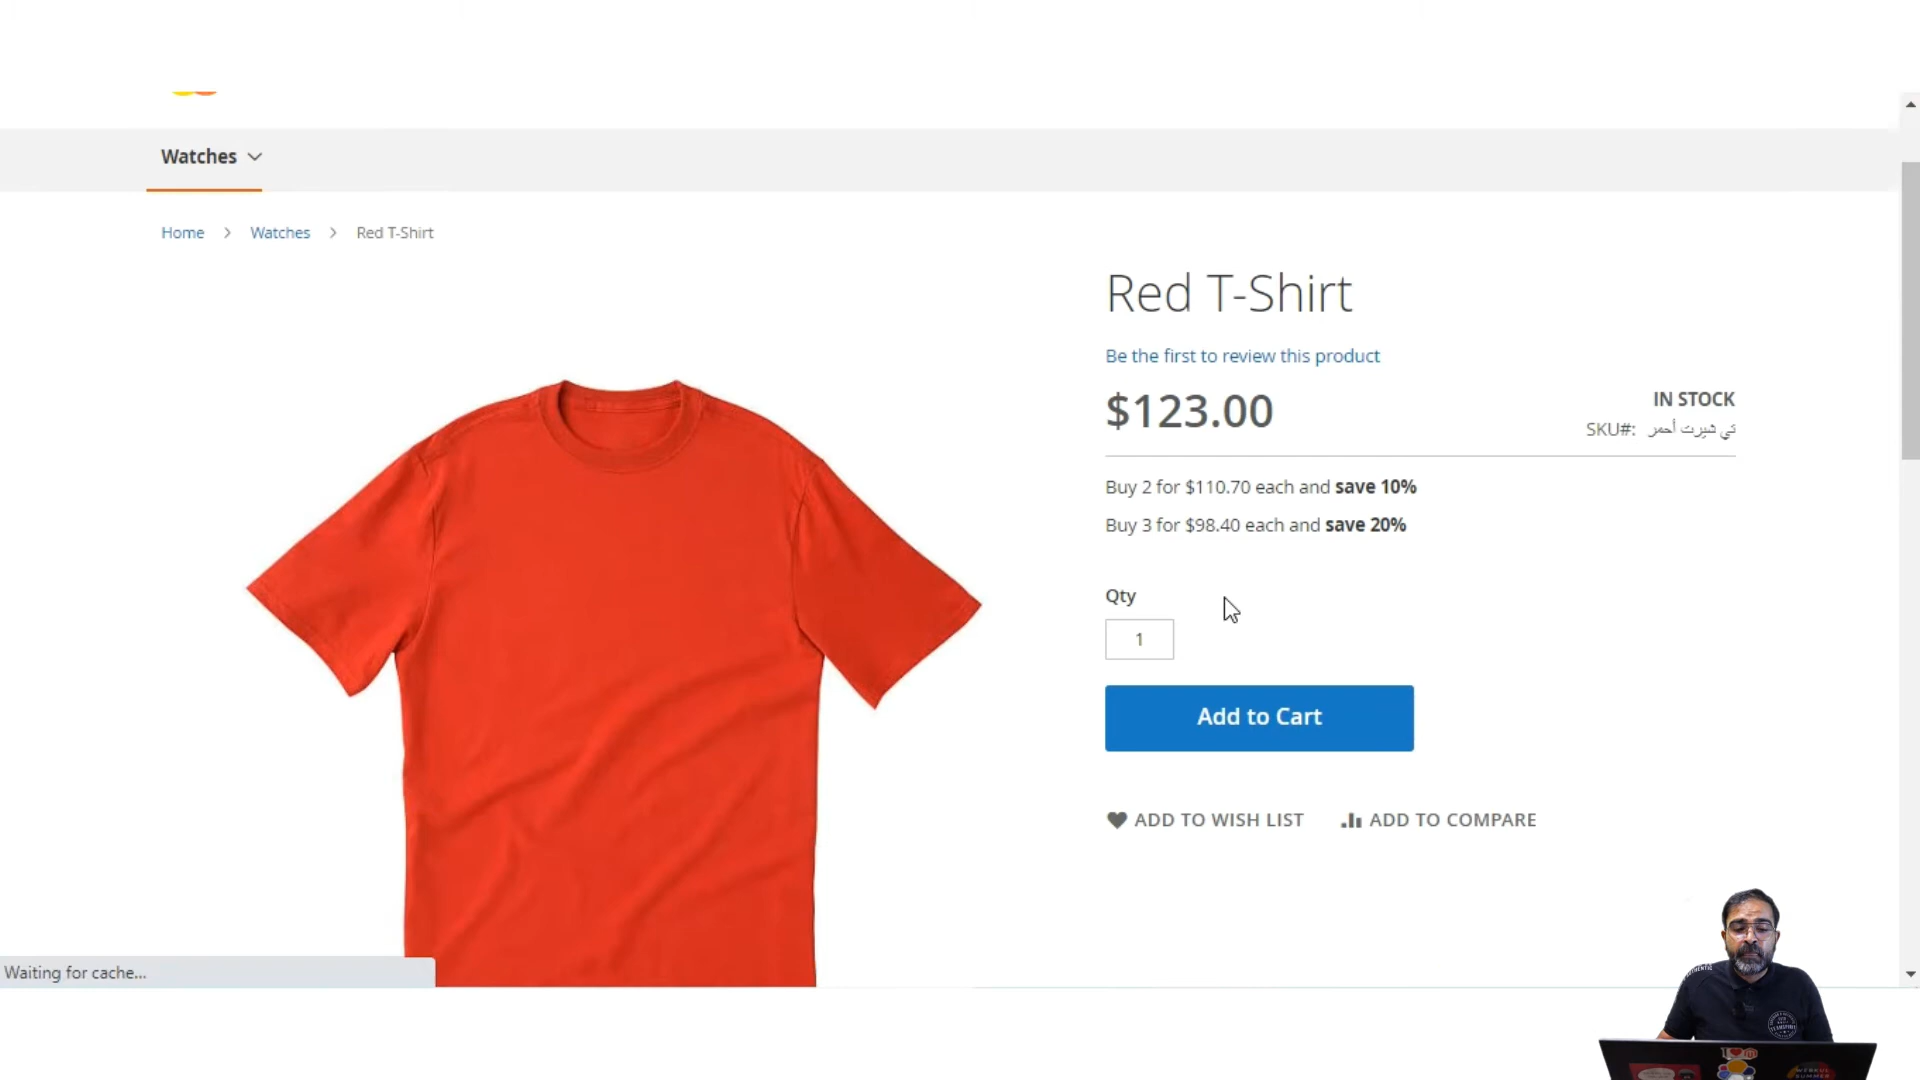 Watches
Home > Watches > Red T-Shirt
Red T-Shirt
Be the first to review this product
$123.00
IN STOCK
SKU#: تي شيرت أحمر
Buy 2 for $110.70 each and save 10%
Buy 3 for $98.40 each and save 20%
Qty
1
Add to Cart
ADD TO WISH LIST
ADD TO COMPARE
Waiting for cache...